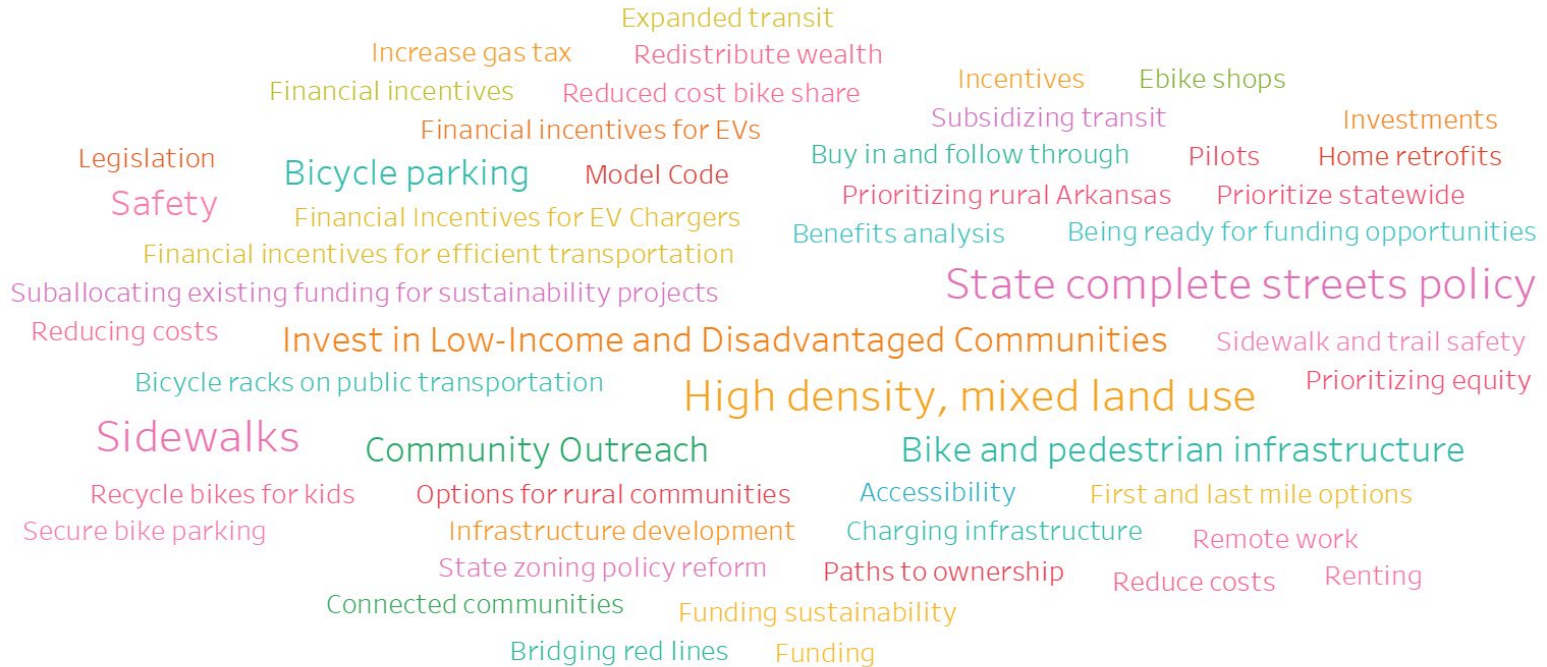 Expanded transit
Increase gas tax
Redistribute wealth
Incentives
Ebike shops
Financial incentives
Reduced cost bike share
Subsidizing transit
Investments
Financial incentives for EVs
Legislation
Bicycle parking
Model Code
Buy in and follow through
Pilots
Home retrofits
Safety
Financial Incentives for EV Chargers
Prioritizing rural Arkansas
Prioritize statewide
Benefits analysis
Being ready for funding opportunities
Financial incentives for efficient transportation
State complete streets policy
Suballocating existing funding for sustainability projects
Reducing costs
Invest in Low-Income and Disadvantaged Communities
Sidewalk and trail safety
Bicycle racks on public transportation
High density, mixed land use
Prioritizing equity
Sidewalks
Community Outreach
Bike and pedestrian infrastructure
Recycle bikes for kids
Options for rural communities
Accessibility
First and last mile options
Secure bike parking
Infrastructure development
Charging infrastructure
Remote work
State zoning policy reform
Paths to ownership
Reduce costs
Renting
Connected communities
Funding sustainability
Bridging red lines
Funding